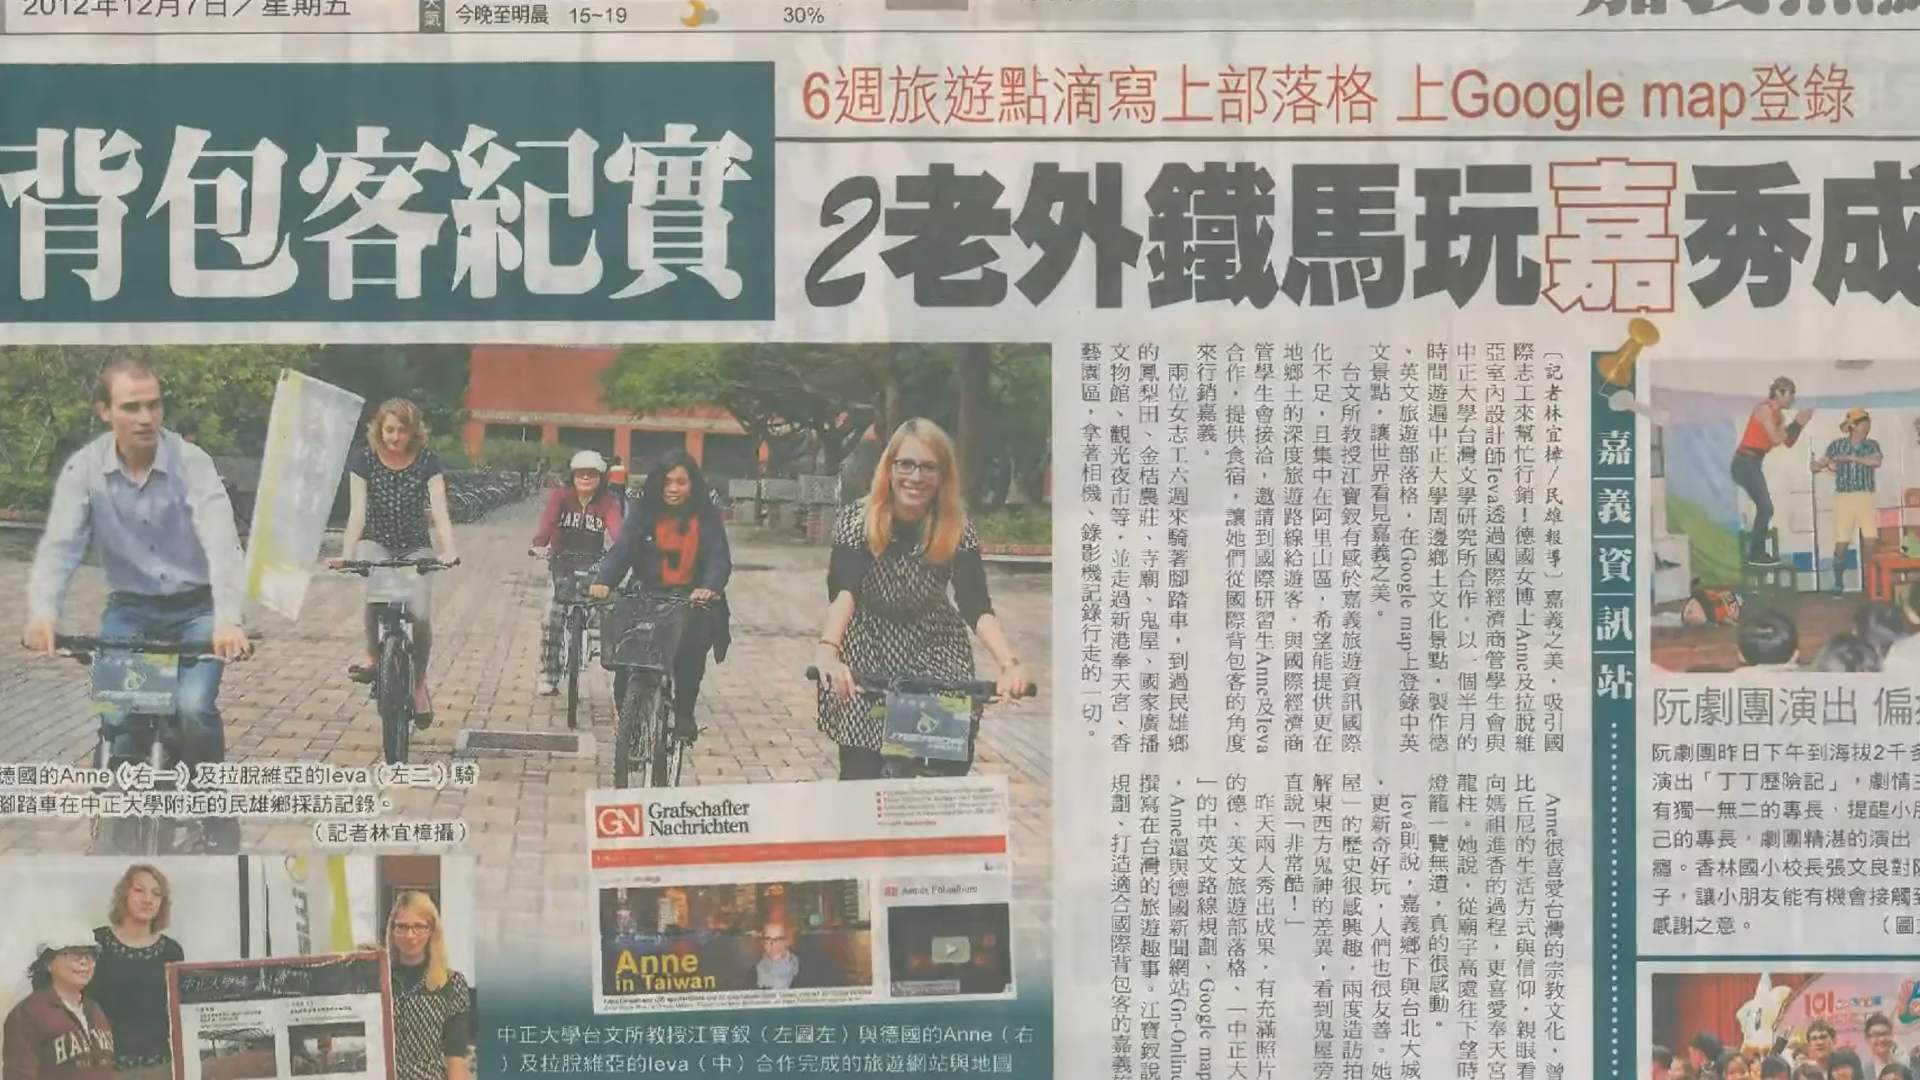 2012年12月7日／星期五
天氣
今晚至明晨 15~19
30%
背包客紀實
6週旅遊點滴寫上部落格 上Google map登錄
2老外鐵馬玩嘉秀成
〔記者林宜樟／民雄報導〕嘉義之美，吸引國
際志工來幫忙行銷！德國女博士Anne及拉脫維
亞室內設計師Ieva透過國際經濟商管學生會與
中正大學台灣文學研究所合作，以一個半月的
時間遊遍中正大學周邊鄉土文化景點，製作德
、英文旅遊部落格，在Google map上登錄中英
文景點，讓世界看見嘉義之美。
台文所教授江寶釵有感於嘉義旅遊資訊國際
化不足，且集中在阿里山區，希望能提供更在
地鄉土的深度旅遊路線給遊客，與國際經濟商
管學生會接洽，邀請到國際研習生Anne及Ieva
合作，提供食宿，讓她們從國際背包客的角度
來行銷嘉義。
兩位女志工六週來騎著腳踏車，到過民雄鄉
的鳳梨田、金桔農莊、寺廟、鬼屋、國家廣播
文物館、觀光夜市等，並走過新港奉天宮、香
藝園區，拿著相機、錄影機記錄行走的一切。
Anne很喜愛台灣的宗教文化，曾
比丘尼的生活方式與信仰，親眼看
向媽祖進香的過程，更喜愛奉天宮
龍柱。她說，從廟宇高處往下望時
燈籠一覽無遺，真的很感動。
Ieva則說，嘉義鄉下與台北大城
，更新奇好玩，人們也很友善。她
屋」的歷史很感興趣，兩度造訪拍
解東西方鬼神的差異，看到鬼屋旁
直說「非常酷！」
昨天兩人秀出成果，有充滿照片
的德、英文旅遊部落格、「中正大
」的中英文路線規劃，Google map
，Anne還與德國新聞網站Gn-Online
撰寫在台灣的旅遊趣事。江寶釵說
規劃、打造適合國際背包客的嘉義
德國的Anne（右一）及拉脫維亞的Ieva（左二）騎
腳踏車在中正大學附近的民雄鄉採訪記錄。
（記者林宜樟攝）
HARVARD
GN Grafschafter
Nachrichten
Anne
in Taiwan
HA
中正大學台文所教授江寶釵（左圖左）與德國的Anne（右
）及拉脫維亞的Ieva（中）合作完成的旅遊網站與地圖
嘉義資訊站
阮劇團演出 偏
阮劇團昨日下午到海拔2千多
演出「丁丁歷險記」，劇情主
有獨一無二的專長，提醒小朋
己的專長，劇團精湛的演出
癮。香林國小校長張文良對阮
子，讓小朋友能有機會接觸到
感謝之意。
（圖
101